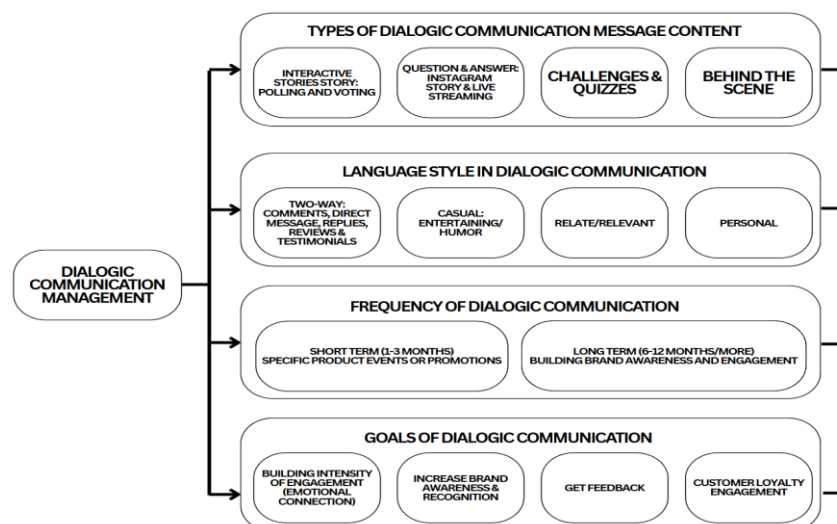 TYPES OF DIALOGIC COMMUNICATION MESSAGE CONTENT
INTERACTIVE
STORIES STORY:
POLLING AND VOTING
QUESTION & ANSWER:
INSTAGRAM
STORY & LIVE
STREAMING
CHALLENGES &
QUIZZES
BEHIND THE
SCENE
LANGUAGE STYLE IN DIALOGIC COMMUNICATION
TWO-WAY:
COMMENTS, DIRECT
MESSAGE, REPLIES,
REVIEWS &
TESTIMONIALS
CASUAL:
ENTERTAINING/
HUMOR
RELATE/RELEVANT
PERSONAL
DIALOGIC
COMMUNICATION
MANAGEMENT
FREQUENCY OF DIALOGIC COMMUNICATION
SHORT TERM (1-3 MONTHS)
SPECIFIC PRODUCT EVENTS OR PROMOTIONS
LONG TERM (6-12 MONTHS/MORE)
BUILDING BRAND AWARENESS AND ENGAGEMENT
GOALS OF DIALOGIC COMMUNICATION
BUILDING INTENSITY
OF ENGAGEMENT
(EMOTIONAL
CONNECTION)
INCREASE BRAND
AWARENESS &
RECOGNITION
GET FEEDBACK
CUSTOMER LOYALTY
ENGAGEMENT